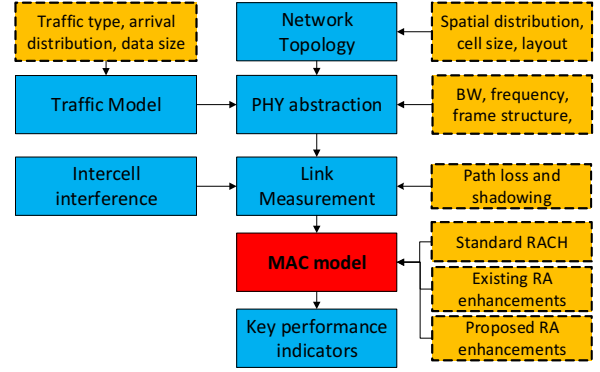 Traffic type, arrival
distribution, data size
Network
Topology
Spatial distribution,
cell size, layout
Traffic Model
PHY abstraction
BW, frequency,
frame structure,
Intercell
interference
Link
Measurement
Path loss and
shadowing
MAC model
Standard RACH
Existing RA
enhancements
Key performance
indicators
Proposed RA
enhancements